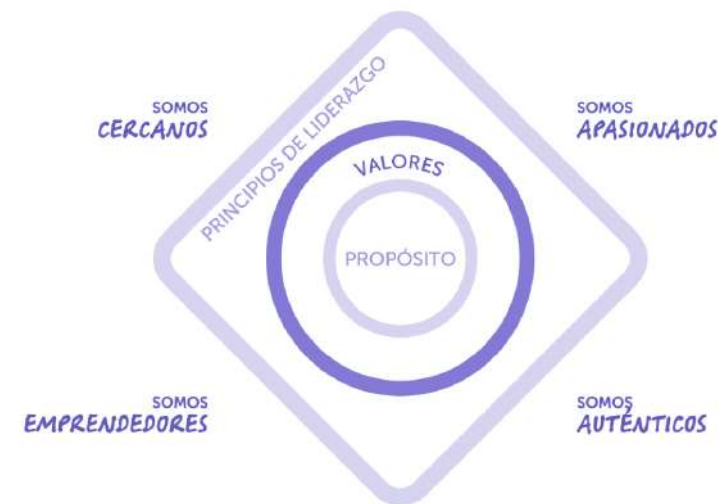 PRINCIPIOS DE LIDERAZGO
SOMOS
CERCANOS
SOMOS
APASIONADOS
VALORES
PROPÓSITO
SOMOS
EMPRENDEDORES
SOMOS
AUTÉNTICOS